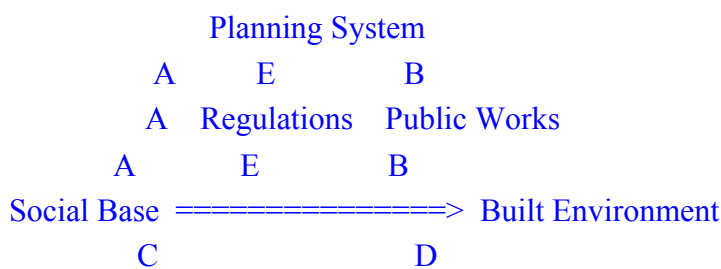 Planning System
A E B
A Regulations Public Works
A E B
Social Base ===============> Built Environment
C D